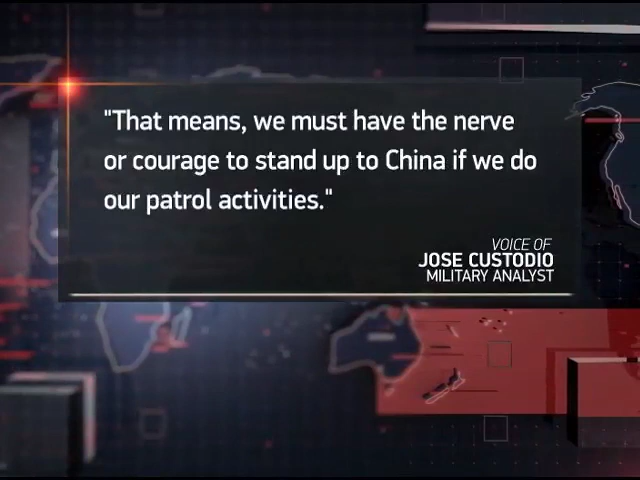 "That means, we must have the nerve
or courage to stand up to China if we do
our patrol activities."
VOICE OF
JOSE CUSTODIO
MILITARY ANALYST